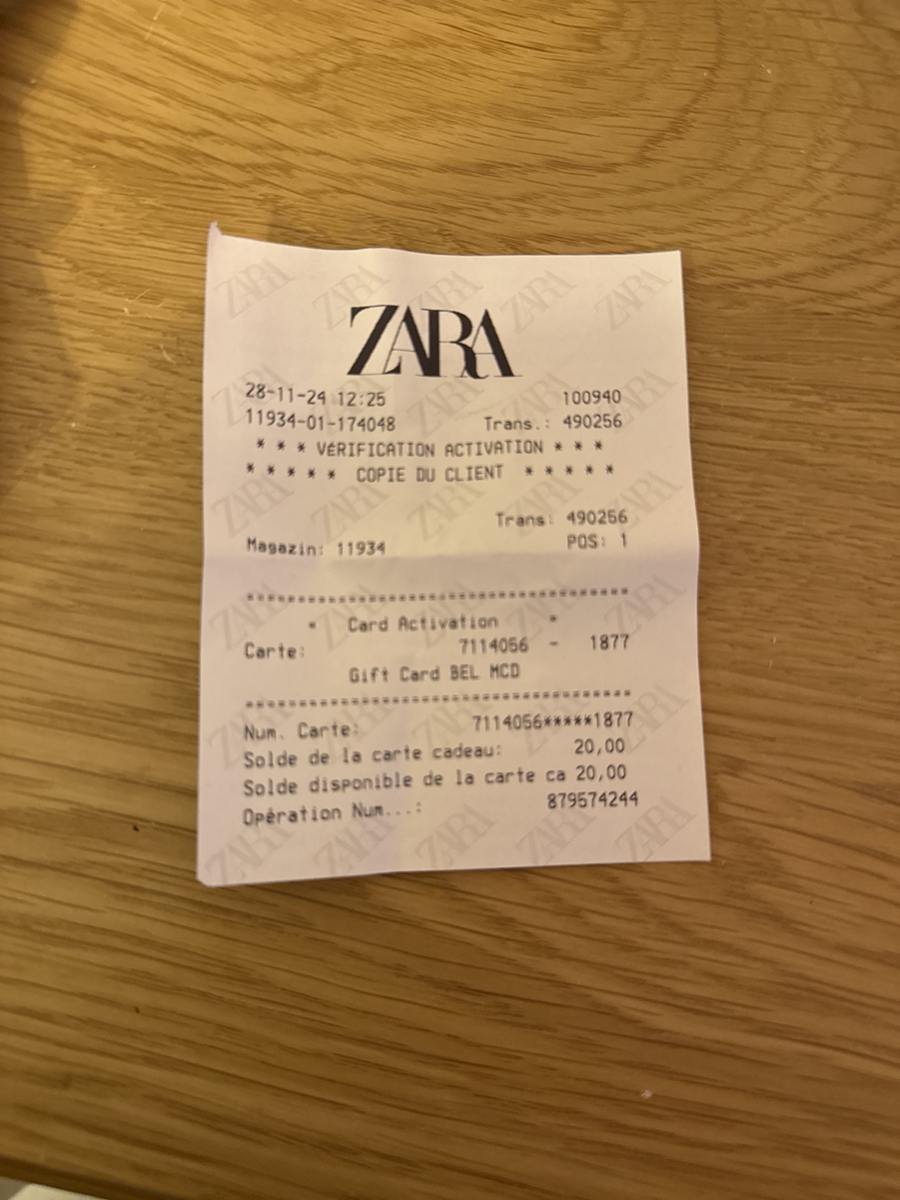 ZARA
28-11-24 12:25 100940
11934-01-174048 Trans.: 490256
* * * VÉRIFICATION ACTIVATION * * *
* * * * * COPIE DU CLIENT * * * * *
Trans: 490256
Magazin: 11934 POS: 1
* Card Activation *
Carte: 7114056 - 1877
Gift Card BEL MCD
Num. Carte: 7114056*****1877
Solde de la carte cadeau: 20,00
Solde disponible de la carte ca 20,00
Opération Num...: 879574244